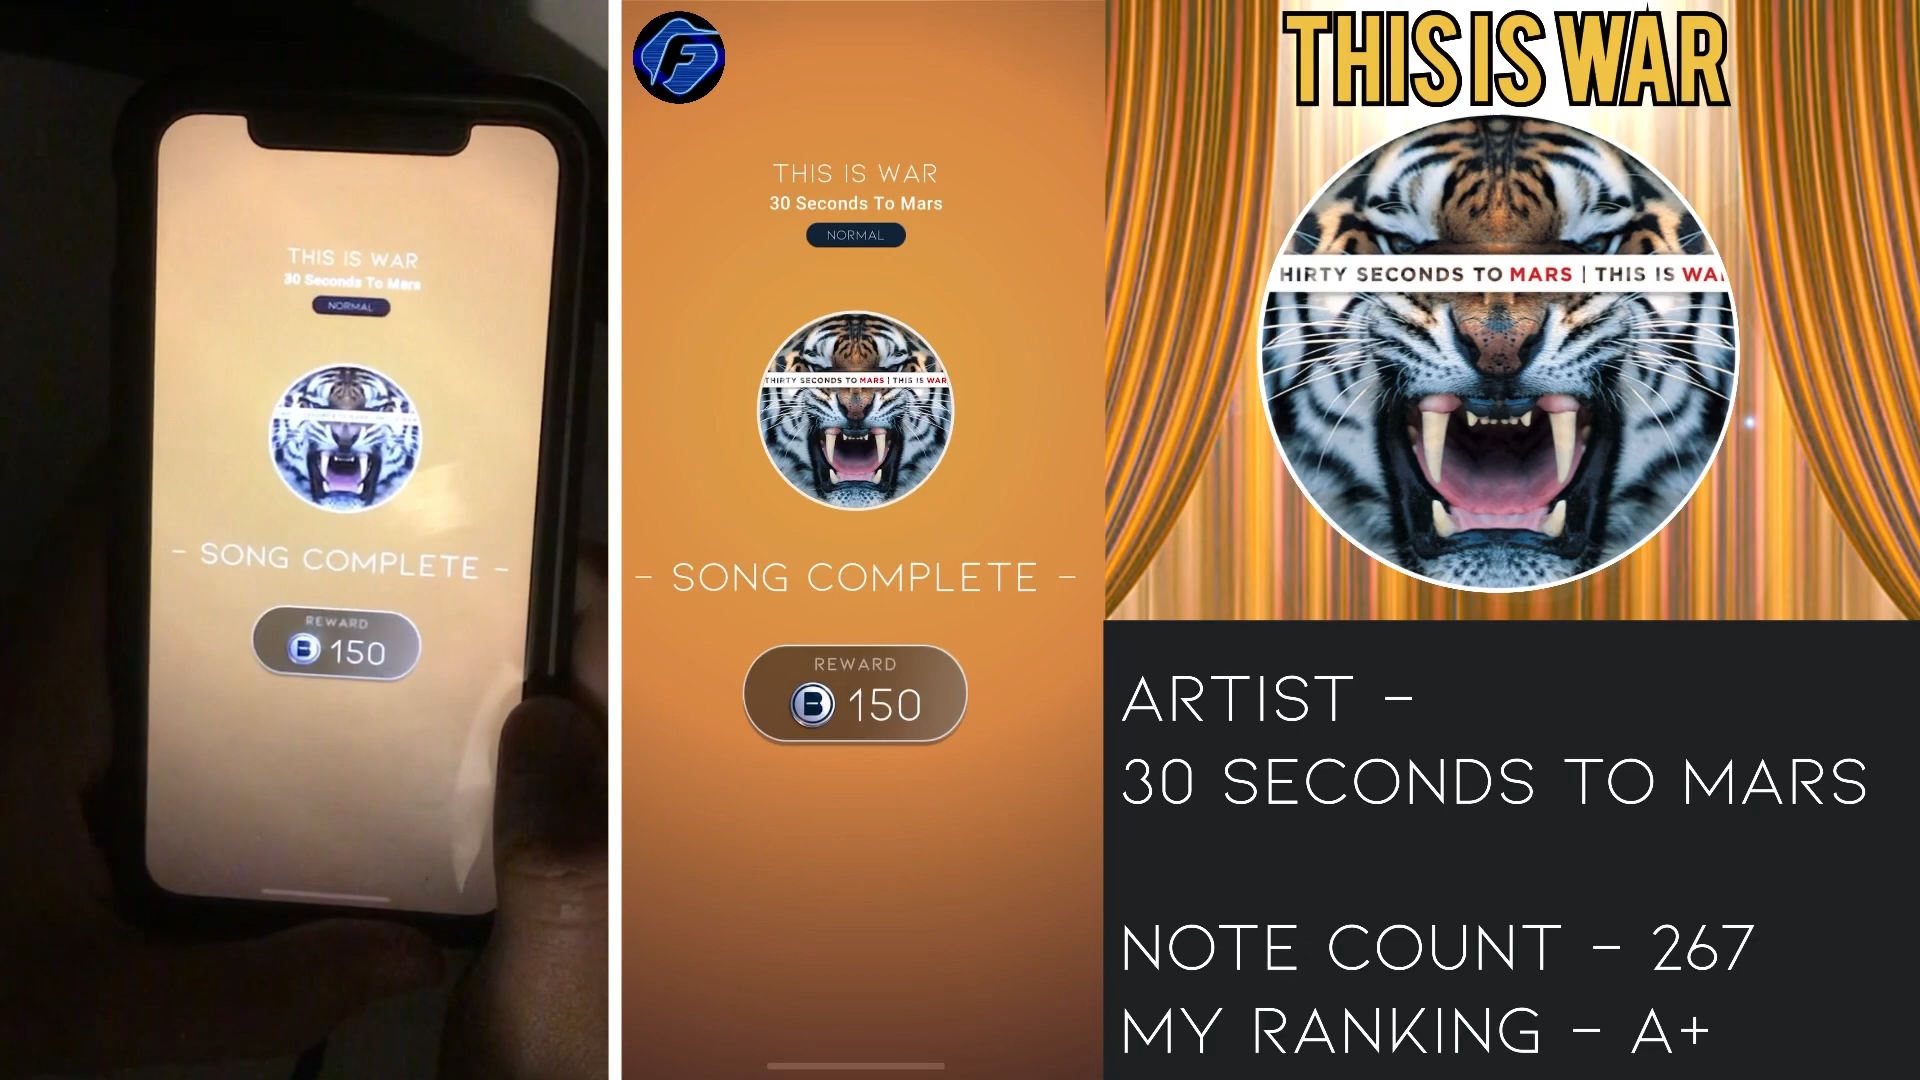 THIS IS WAR
30 Seconds To Mars
NORMAL
- SONG COMPLETE -
REWARD
B 150
F
THIS IS WAR
30 Seconds To Mars
NORMAL
THIRTY SECONDS TO MARS | THIS IS WAR
- SONG COMPLETE -
REWARD
B 150
THIS IS WAR
HIRTY SECONDS TO MARS | THIS IS WA
ARTIST -
30 SECONDS TO MARS
NOTE COUNT - 267
MY RANKING - A+